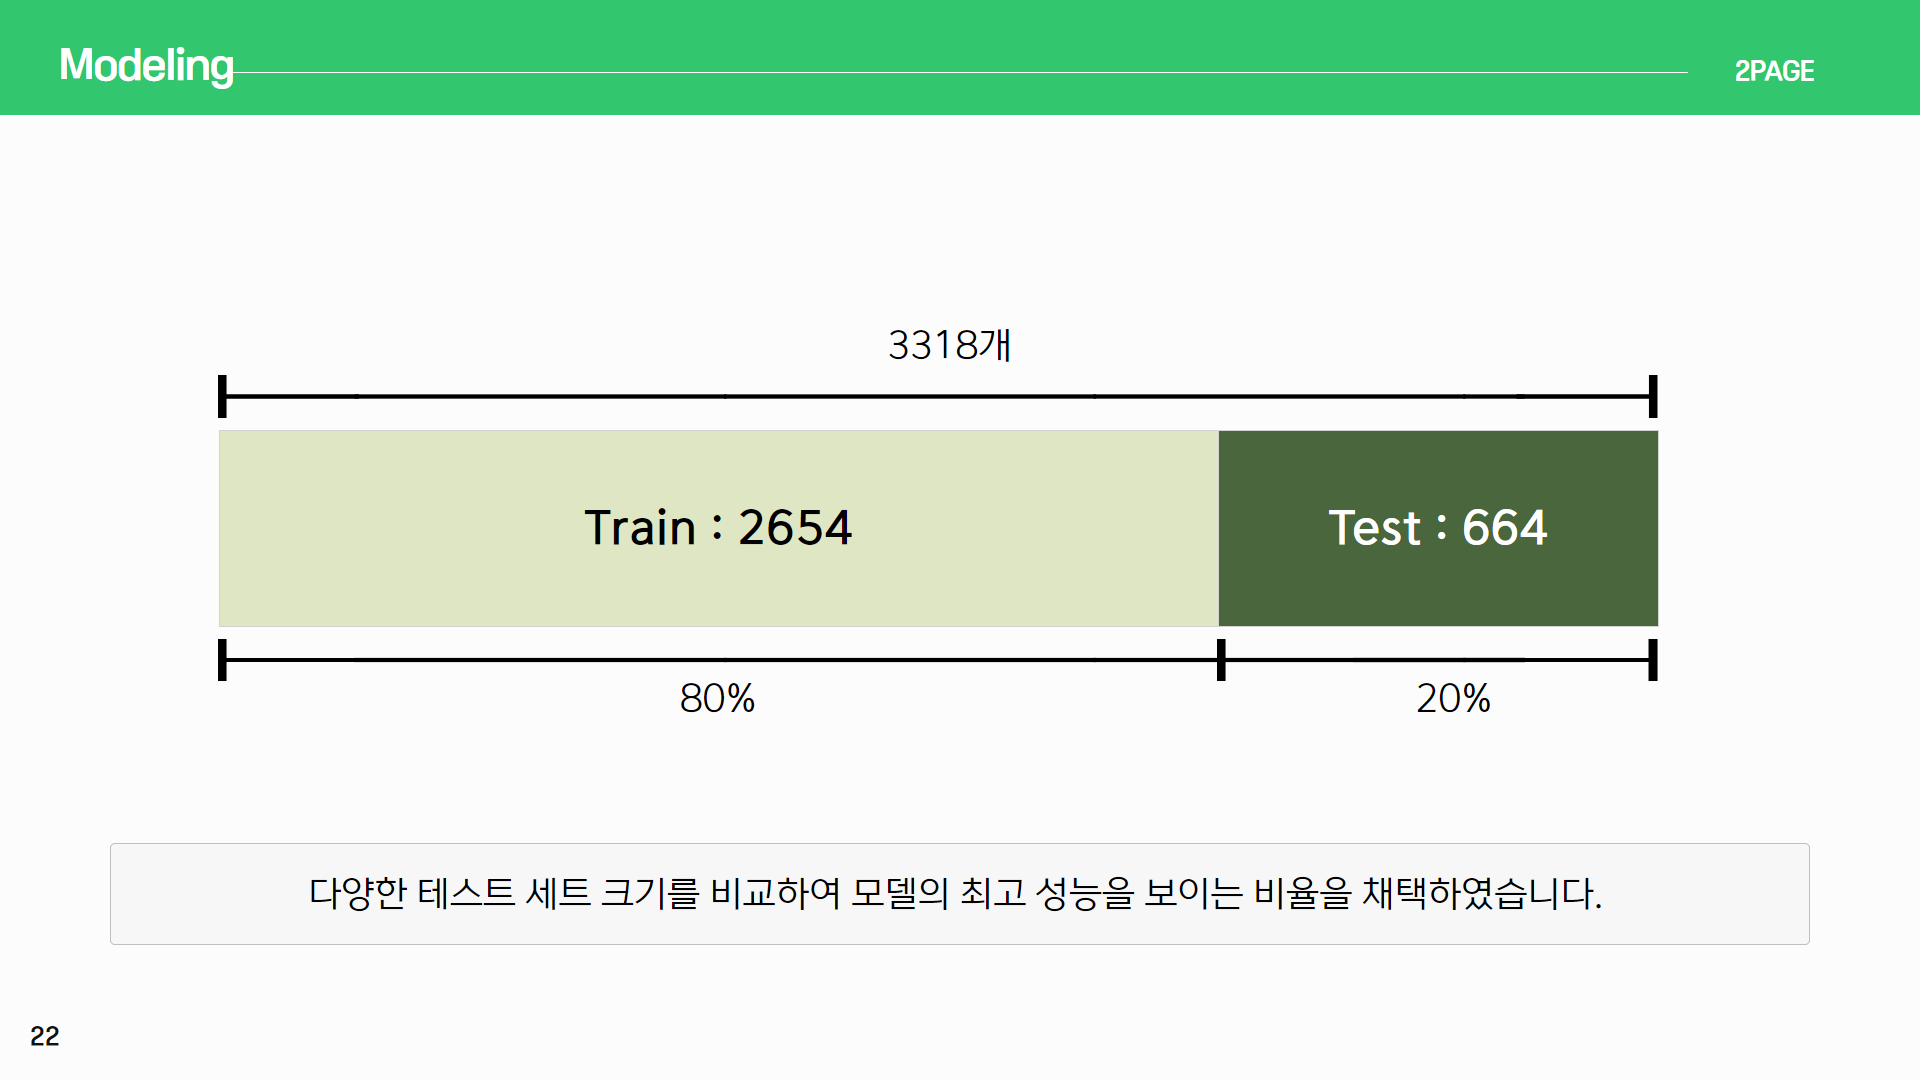 Modeling
2PAGE
3318개
Train : 2654
Test : 664
80%
20%
다양한 테스트 세트 크기를 비교하여 모델의 최고 성능을 보이는 비율을 채택하였습니다.
22